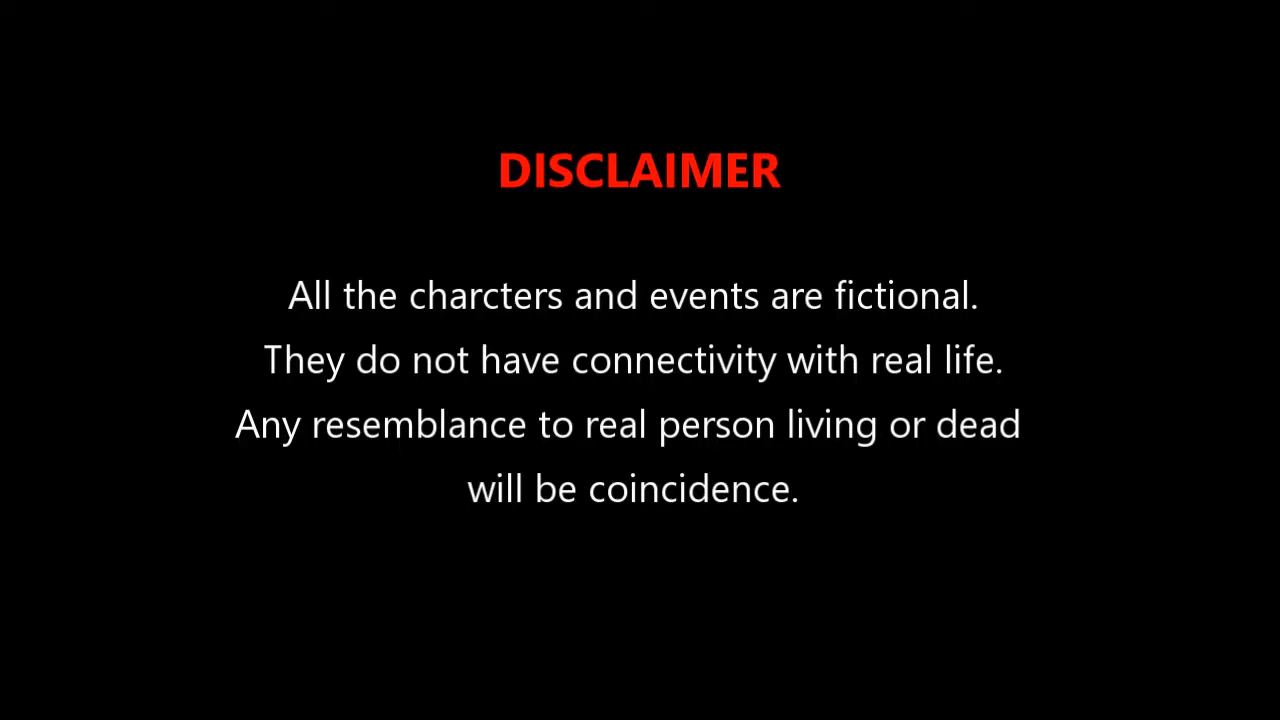 DISCLAIMER
All the charcters and events are fictional.
They do not have connectivity with real life.
Any resemblance to real person living or dead
will be coincidence.